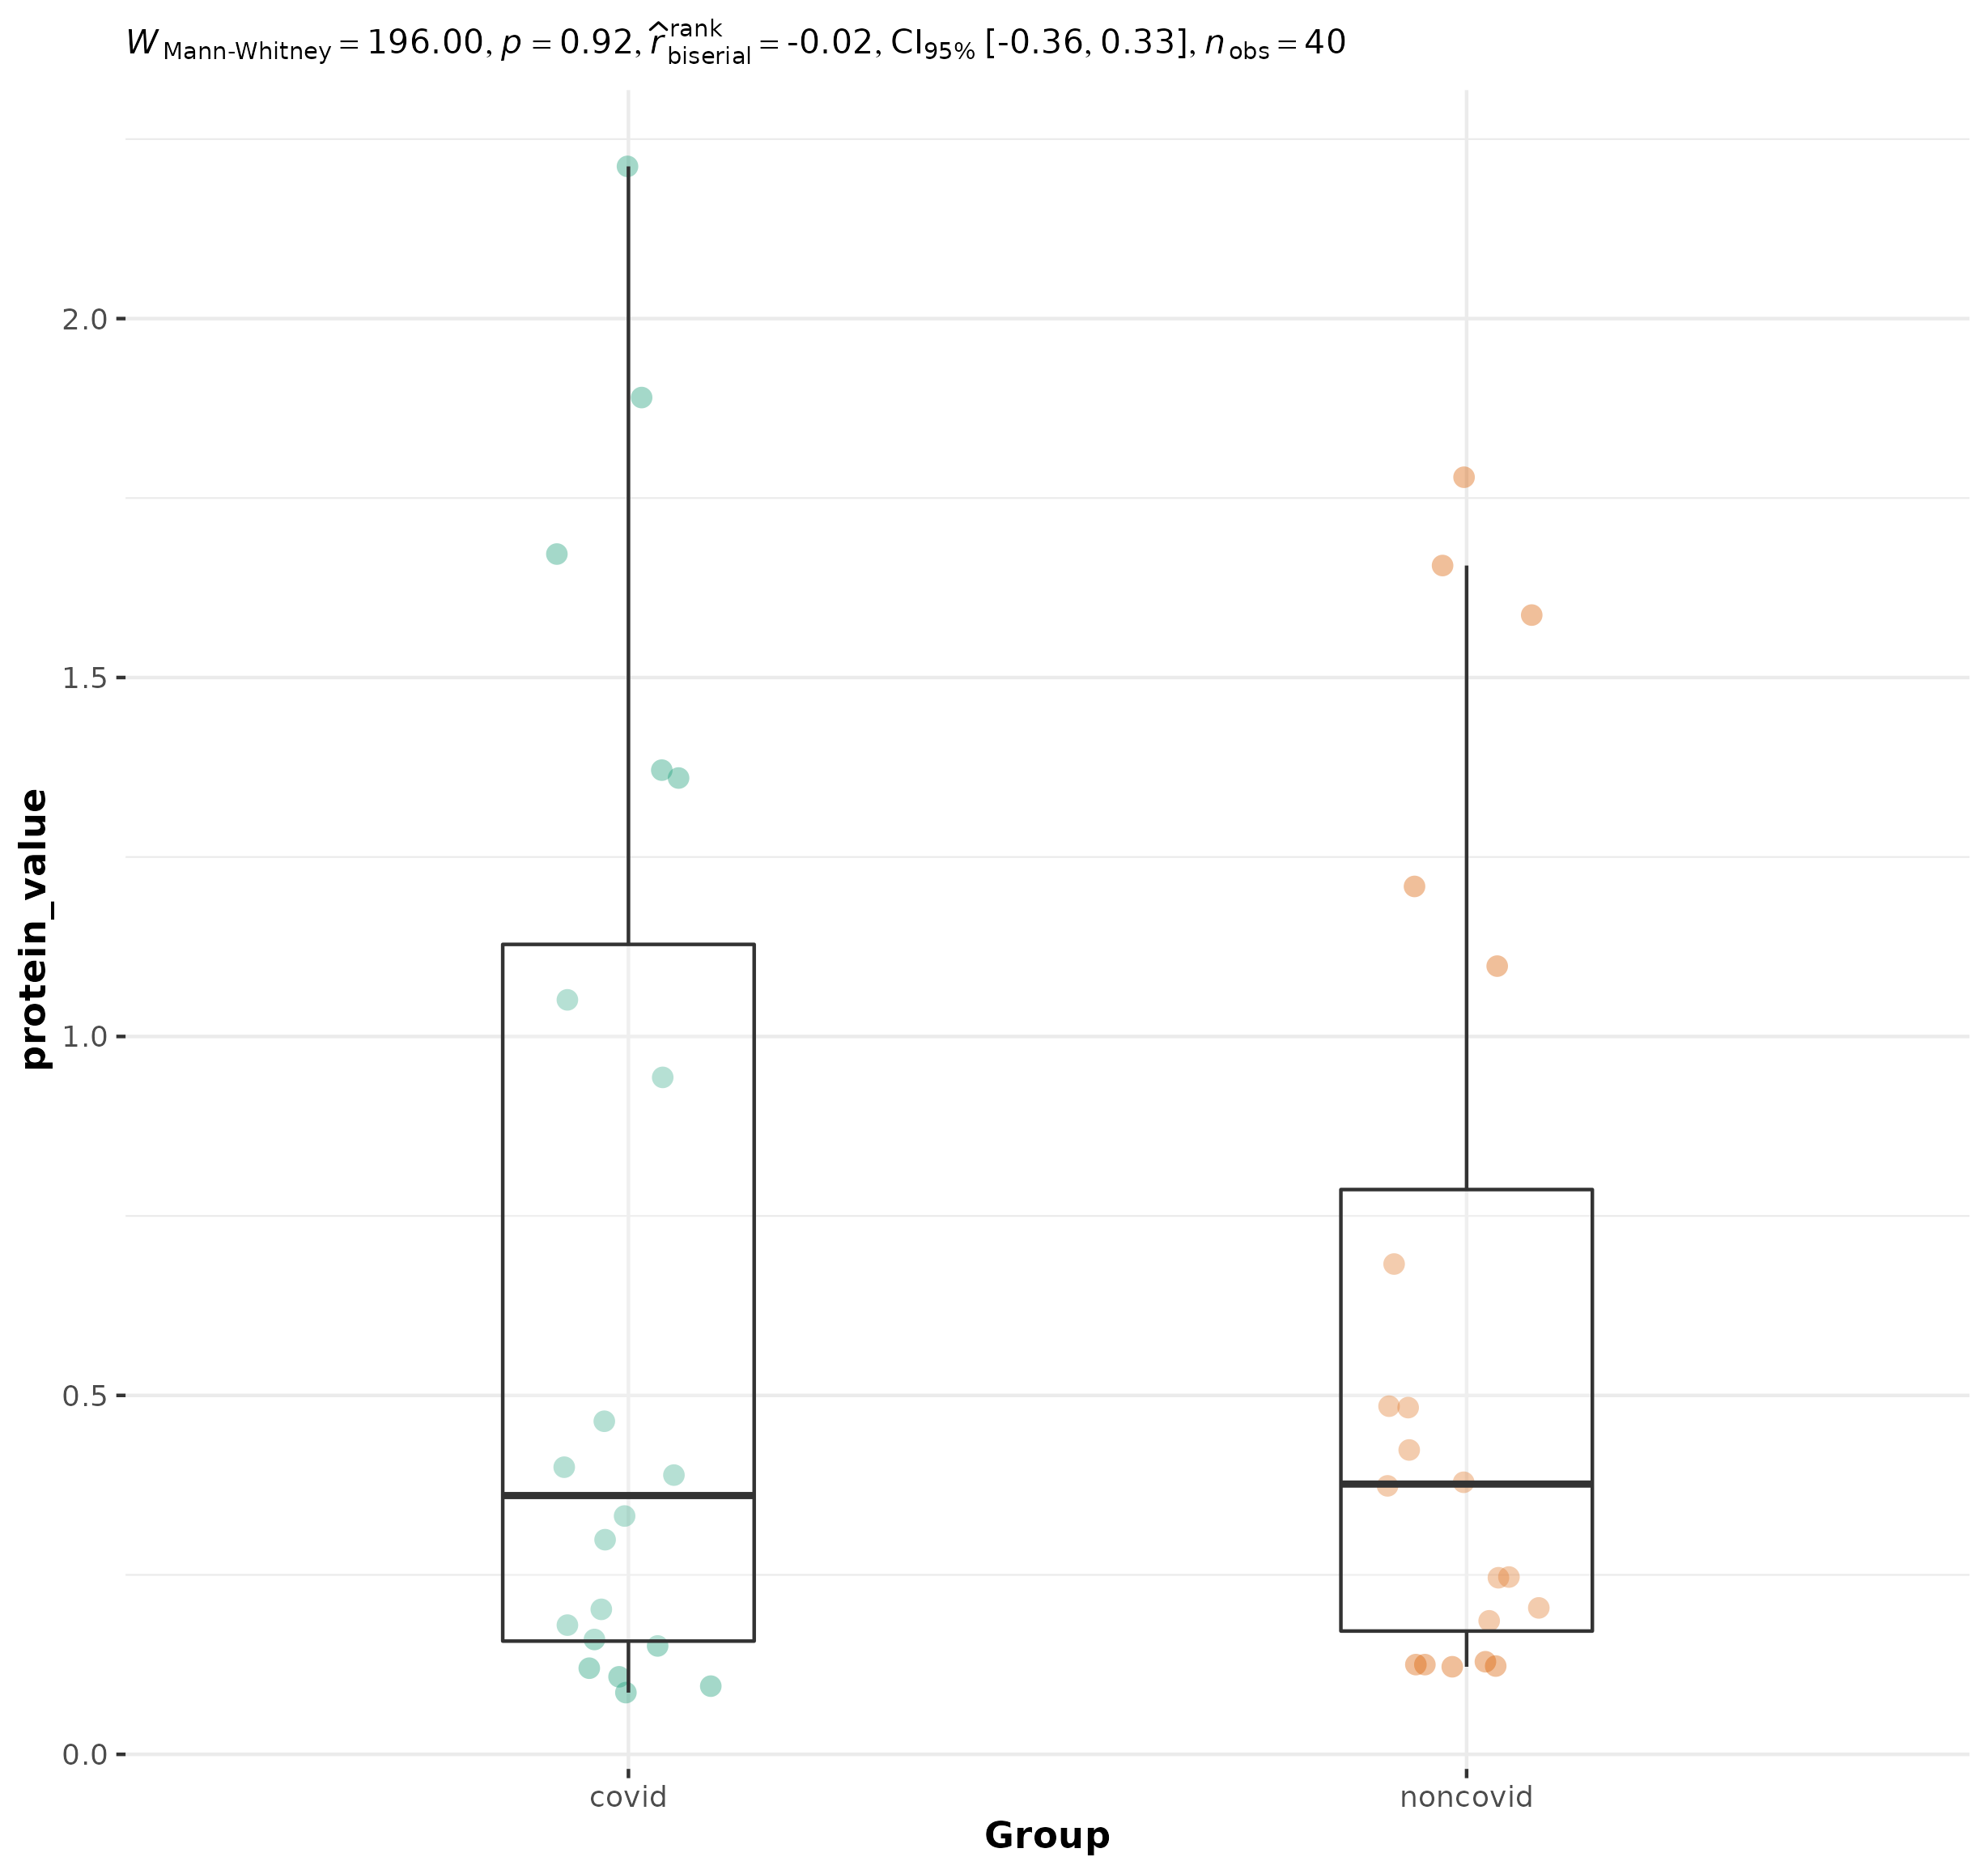 W Mann-Whitney = 196.00, p = 0.92, r̂ rank biserial = -0.02, CI95% [-0.36, 0.33], n obs = 40
protein_value
2.0
1.5
1.0
0.5
0.0
covid noncovid
Group